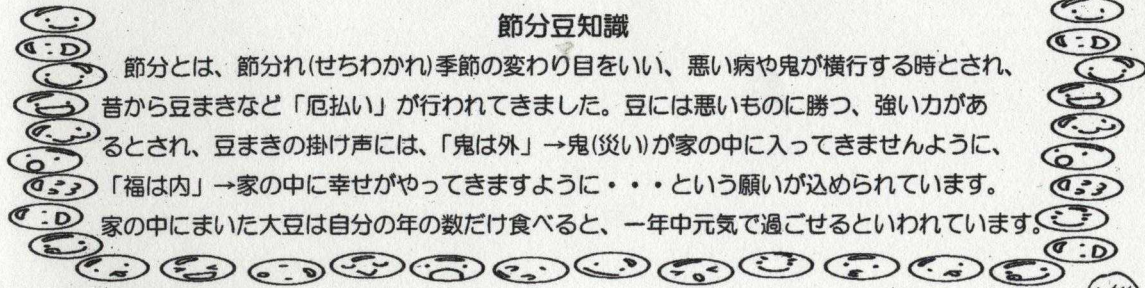 節分豆知識
節分とは、節分れ(せちわかれ)季節の変わり目をいい、悪い病や鬼が横行する時とされ、
昔から豆まきなど「厄払い」が行われてきました。豆には悪いものに勝つ、強い力があ
るとされ、豆まきの掛け声には、「鬼は外」→鬼(災い)が家の中に入ってきませんように、
「福は内」→家の中に幸せがやってきますように・・・という願いが込められています。
家の中にまいた大豆は自分の年の数だけ食べると、一年中元気で過ごせるといわれています。